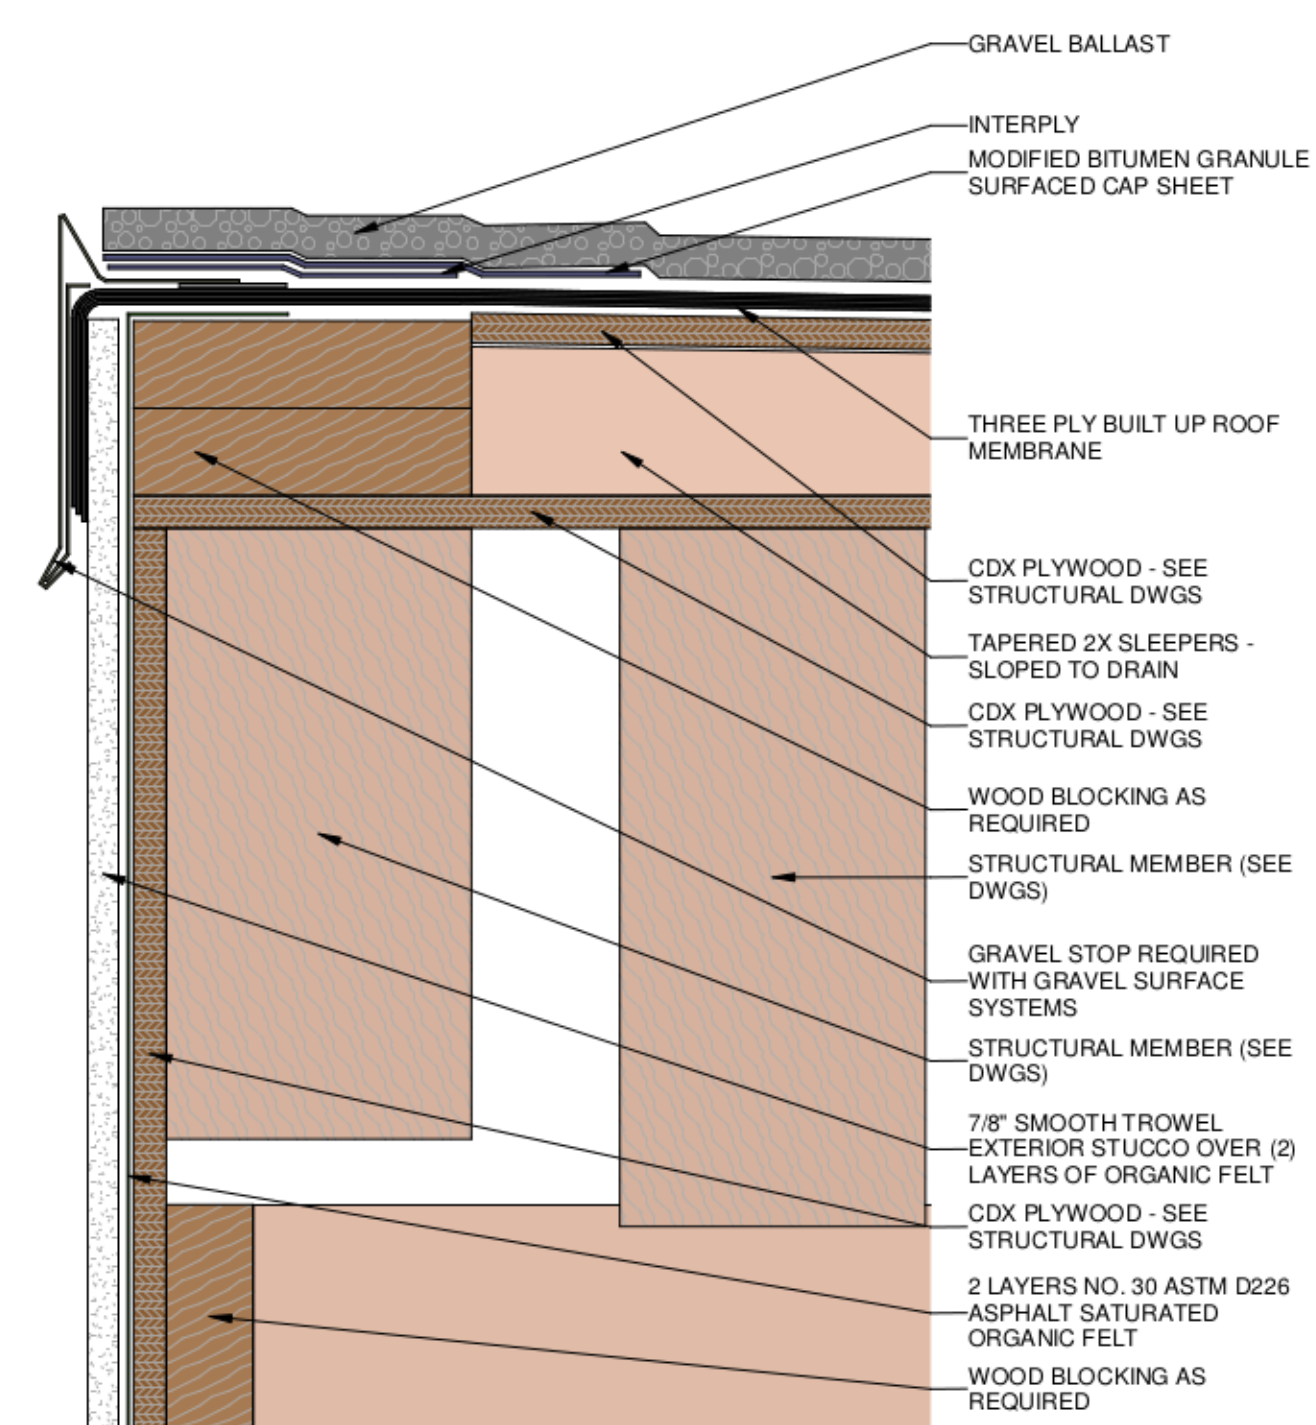 GRAVEL BALLAST
INTERPLY
MODIFIED BITUMEN GRANULE
SURFACED CAP SHEET
THREE PLY BUILT UP ROOF
MEMBRANE
CDX PLYWOOD - SEE
STRUCTURAL DWGS
TAPERED 2X SLEEPERS -
SLOPED TO DRAIN
CDX PLYWOOD - SEE
STRUCTURAL DWGS
WOOD BLOCKING AS
REQUIRED
STRUCTURAL MEMBER (SEE
DWGS)
GRAVEL STOP REQUIRED
WITH GRAVEL SURFACE
SYSTEMS
STRUCTURAL MEMBER (SEE
DWGS)
7/8" SMOOTH TROWEL
EXTERIOR STUCCO OVER (2)
LAYERS OF ORGANIC FELT
CDX PLYWOOD - SEE
STRUCTURAL DWGS
2 LAYERS NO. 30 ASTM D226
ASPHALT SATURATED
ORGANIC FELT
WOOD BLOCKING AS
REQUIRED